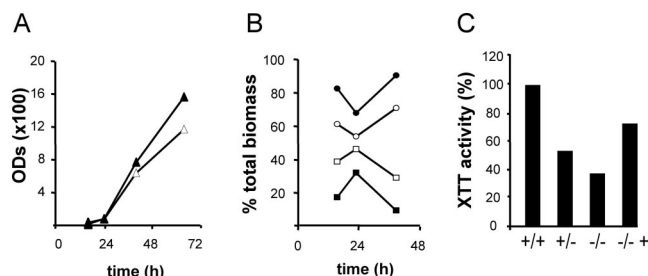 A
B
C
ODs (x100)
20
16
12
8
4
0 24 48 72
time (h)
% total biomass
100
80
60
40
20
0 24 48
time (h)
XTT activity (%)
120
100
80
60
40
20
0
+/+ +/- -/- -/- +